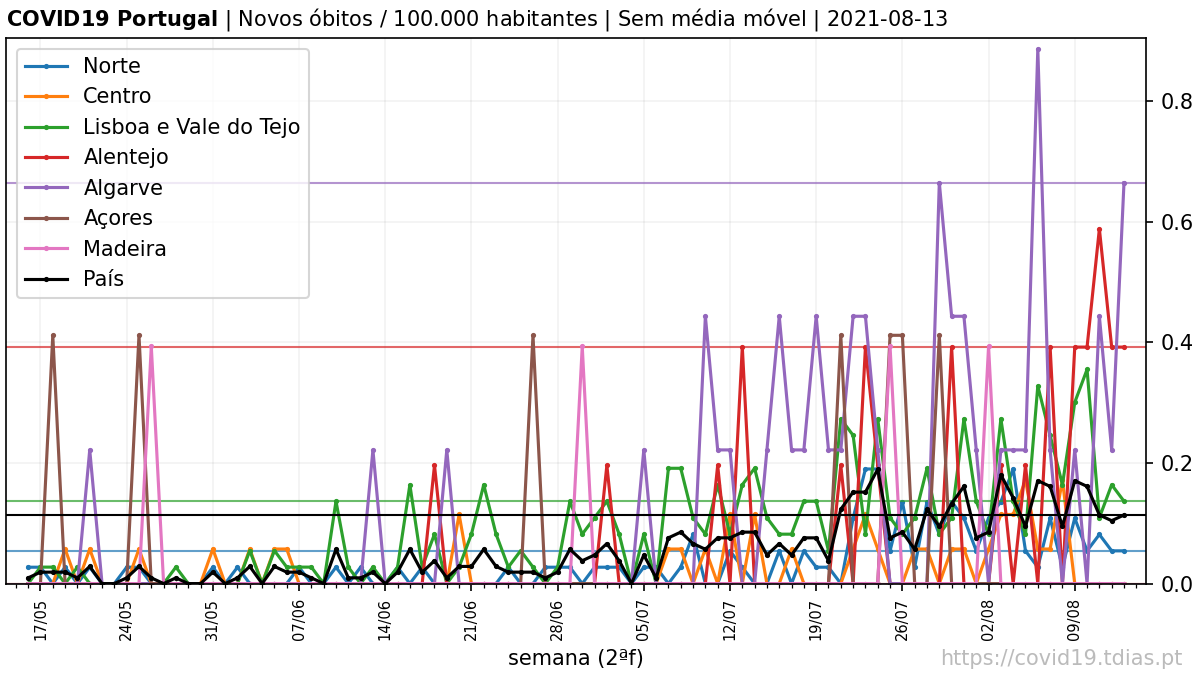 COVID19 Portugal | Novos óbitos / 100.000 habitantes | Sem média móvel | 2021-08-13
Norte
Centro
Lisboa e Vale do Tejo
Alentejo
Algarve
Açores
Madeira
País
0.8
0.6
0.4
0.2
0.0
17/05 24/05 31/05 07/06 14/06 21/06 28/06 05/07 12/07 19/07 26/07 02/08 09/08
semana (2ªf)
https://covid19.tdias.pt